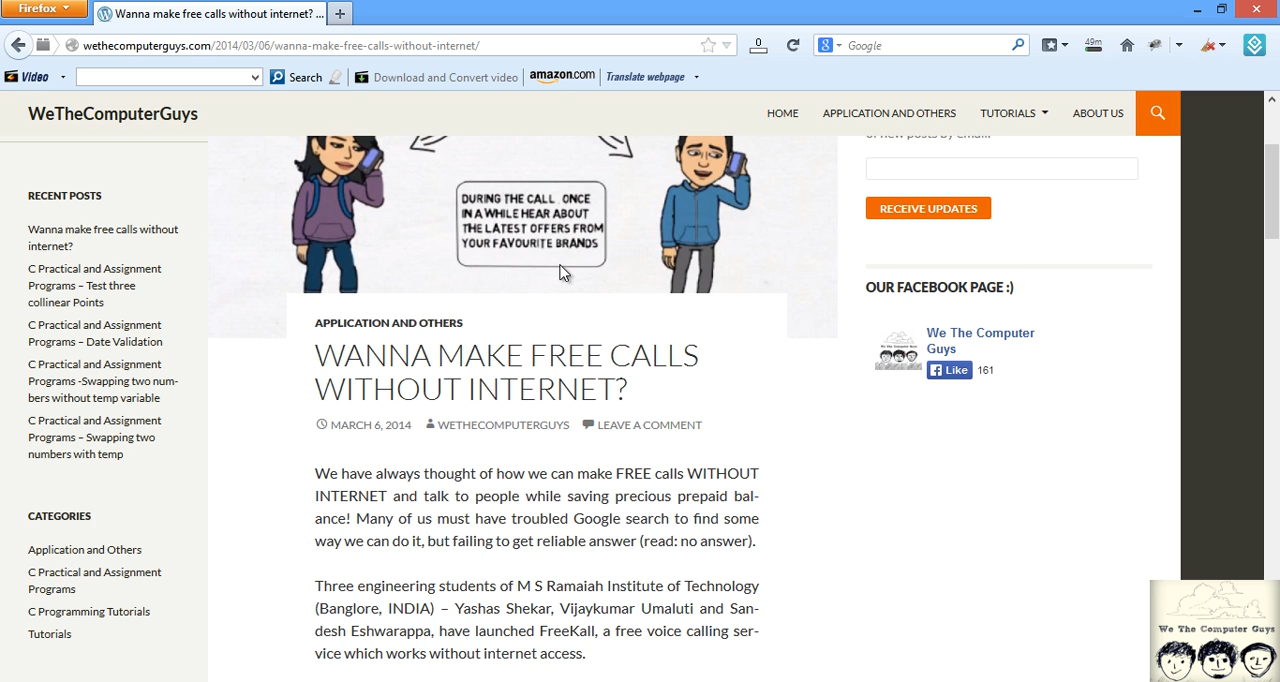 Firefox
Wanna make free calls without internet? ...
wethecomputerguys.com/2014/03/06/wanna-make-free-calls-without-internet/
0
Google
49m
Video
Search
Download and Convert video
amazon.com
Translate webpage
WeTheComputerGuys
HOME
APPLICATION AND OTHERS
TUTORIALS
ABOUT US
RECENT POSTS
Wanna make free calls without
internet?
C Practical and Assignment
Programs – Test three
collinear Points
C Practical and Assignment
Programs – Date Validation
C Practical and Assignment
Programs -Swapping two num-
bers without temp variable
C Practical and Assignment
Programs – Swapping two
numbers with temp
CATEGORIES
Application and Others
C Practical and Assignment
Programs
C Programming Tutorials
Tutorials
DURING THE CALL ONCE
IN A WHILE HEAR ABOUT
THE LATEST OFFERS FROM
YOUR FAVOURITE BRANDS
APPLICATION AND OTHERS
WANNA MAKE FREE CALLS
WITHOUT INTERNET?
MARCH 6, 2014
WETHECOMPUTERGUYS
LEAVE A COMMENT
We have always thought of how we can make FREE calls WITHOUT
INTERNET and talk to people while saving precious prepaid bal-
ance! Many of us must have troubled Google search to find some
way we can do it, but failing to get reliable answer (read: no answer).
Three engineering students of M S Ramaiah Institute of Technology
(Banglore, INDIA) – Yashas Shekar, Vijaykumar Umaluti and San-
desh Eshwarappa, have launched FreeKall, a free voice calling ser-
vice which works without internet access.
of new posts by email.
RECEIVE UPDATES
OUR FACEBOOK PAGE :)
We The Computer
Guys
Like
161
We The Computer Guys